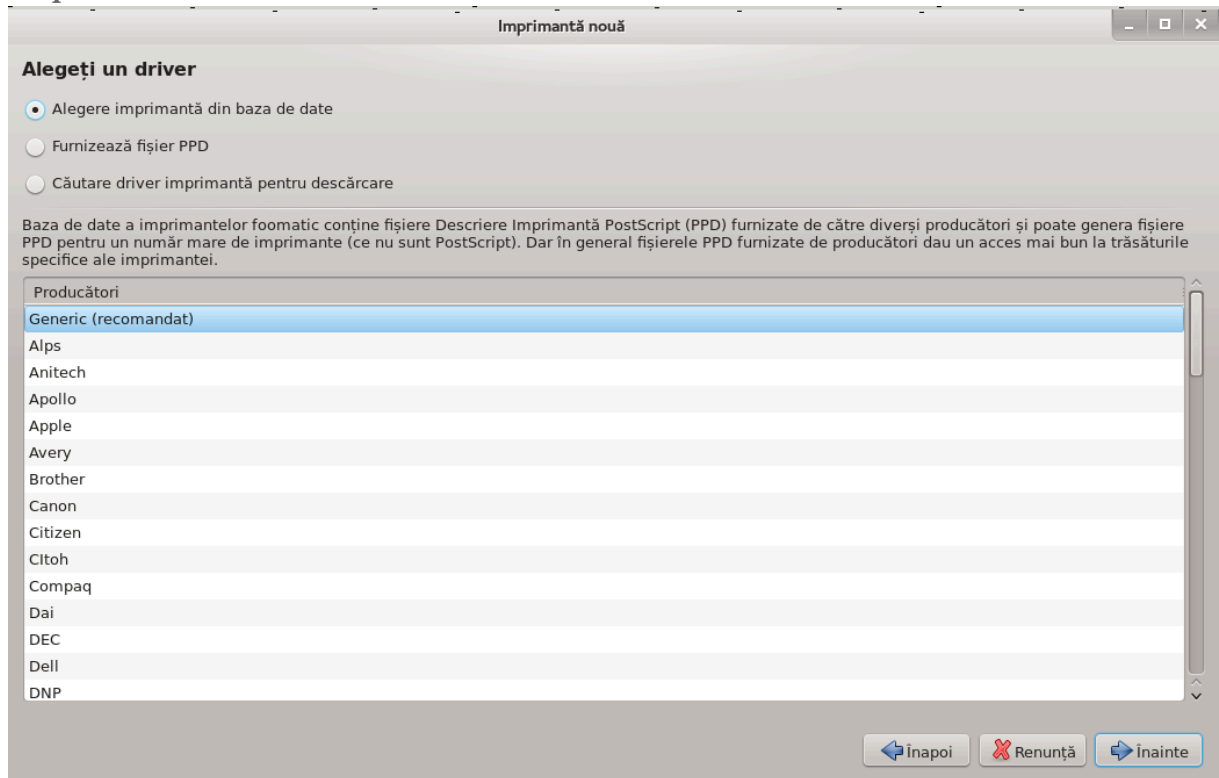 Imprimantă nouă
Alegeți un driver
Alegere imprimantă din baza de date
Furnizează fișier PPD
Căutare driver imprimantă pentru descărcare
Baza de date a imprimantelor foomatic conține fișiere Descriere Imprimantă PostScript (PPD) furnizate de către diverși producători și poate genera fișiere
PPD pentru un număr mare de imprimante (ce nu sunt PostScript). Dar în general fișierele PPD furnizate de producători dau un acces mai bun la trăsăturile
specifice ale imprimantei.
Producători
Generic (recomandat)
Alps
Anitech
Apollo
Apple
Avery
Brother
Canon
Citizen
CItoh
Compaq
Dai
DEC
Dell
DNP
Înapoi Renunță Înainte